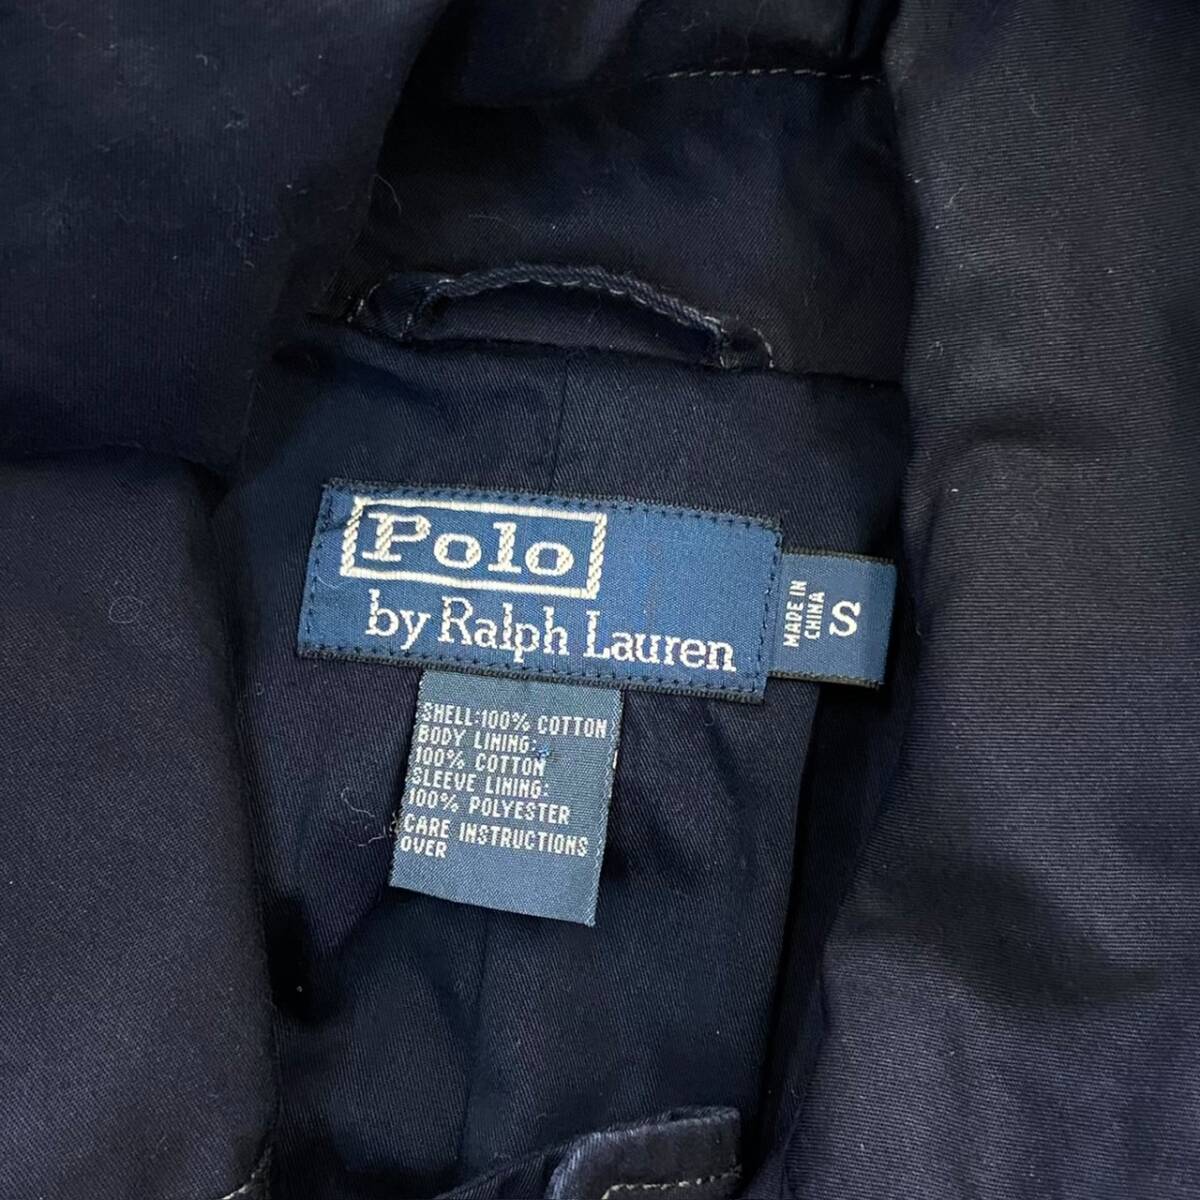 Polo
by Ralph Lauren
MADE IN
CHINA
S
SHELL:100% COTTON
BODY LINING:
100% COTTON
SLEEVE LINING:
100% POLYESTER
CARE INSTRUCTIONS
OVER